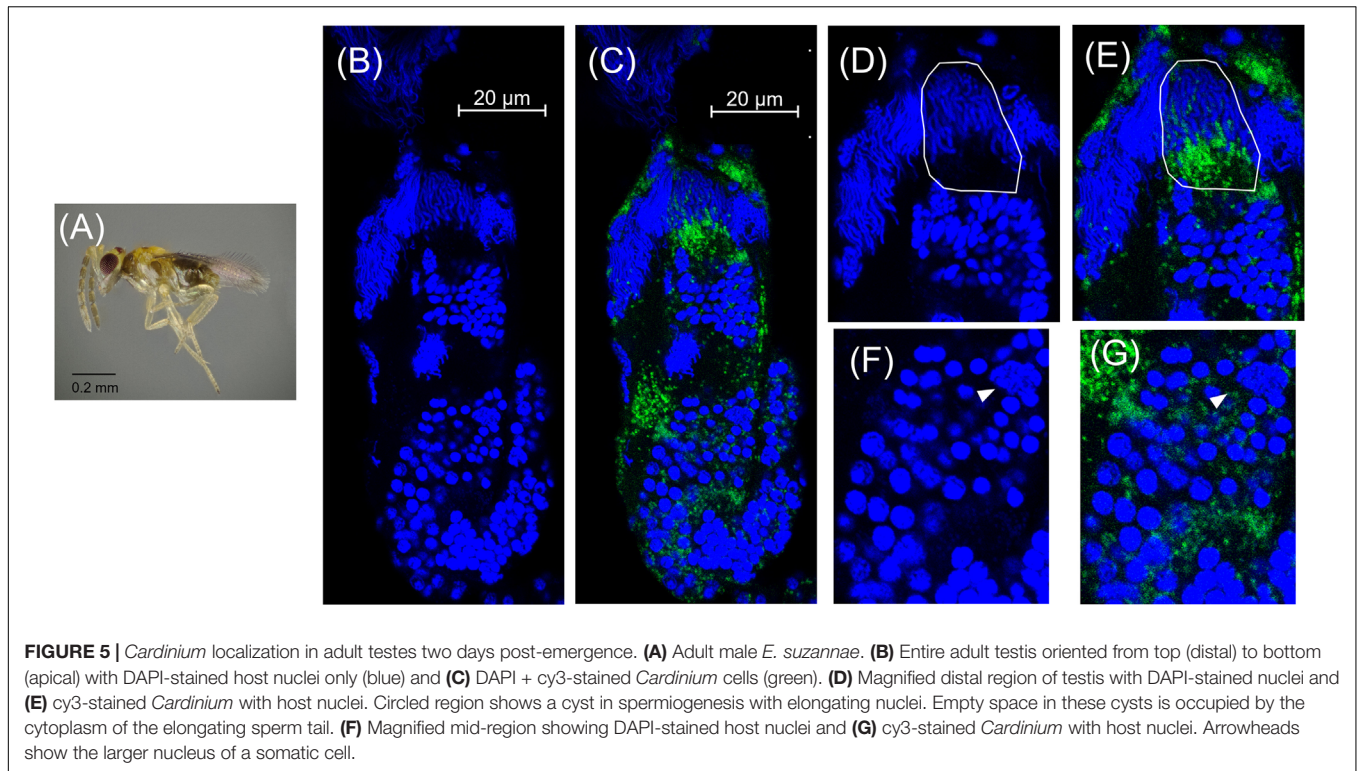 (A)
0.2 mm
(B)
20 µm
(C)
20 µm
(D)
(E)
(F)
(G)
FIGURE 5 | Cardinium localization in adult testes two days post-emergence. (A) Adult male E. suzannae. (B) Entire adult testis oriented from top (distal) to bottom
(apical) with DAPI-stained host nuclei only (blue) and (C) DAPI + cy3-stained Cardinium cells (green). (D) Magnified distal region of testis with DAPI-stained nuclei and
(E) cy3-stained Cardinium with host nuclei. Circled region shows a cyst in spermiogenesis with elongating nuclei. Empty space in these cysts is occupied by the
cytoplasm of the elongating sperm tail. (F) Magnified mid-region showing DAPI-stained host nuclei and (G) cy3-stained Cardinium with host nuclei. Arrowheads
show the larger nucleus of a somatic cell.